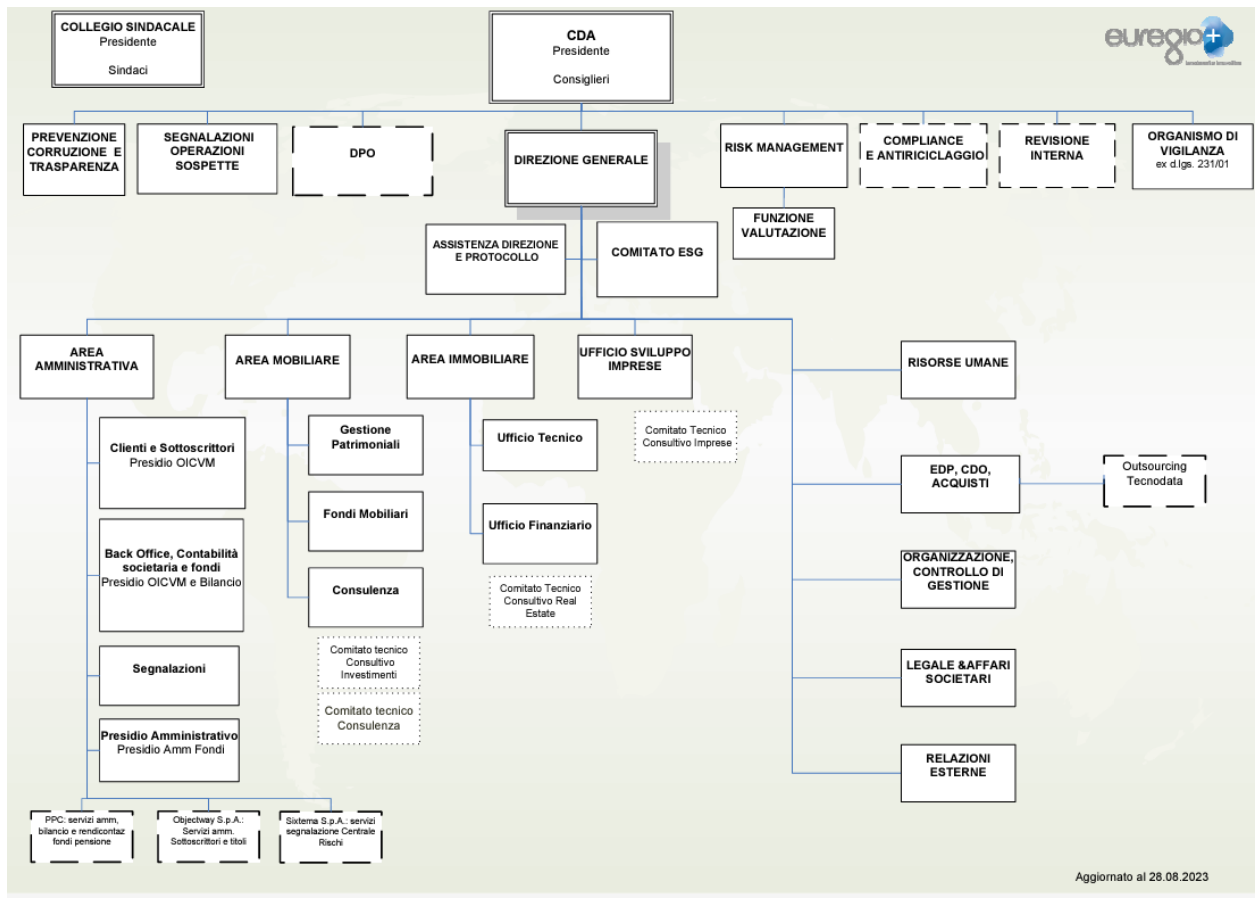 COLLEGIO SINDACALE
Presidente
Sindaci
CDA
Presidente
Consiglieri
euregio+
PREVENZIONE
CORRUZIONE E
TRASPARENZA
SEGNALAZIONI
OPERAZIONI
SOSPETTE
DPO
DIREZIONE GENERALE
RISK MANAGEMENT
COMPLIANCE
E ANTIRICICLAGGIO
REVISIONE
INTERNA
ORGANISMO DI
VIGILANZA
ex d.lgs. 231/01
FUNZIONE
VALUTAZIONE
ASSISTENZA DIREZIONE
E PROTOCOLLO
COMITATO ESG
AREA
AMMINISTRATIVA
AREA MOBILIARE
AREA IMMOBILIARE
UFFICIO SVILUPPO
IMPRESE
RISORSE UMANE
Clienti e Sottoscrittori
Presidio OICVM
Gestione
Patrimoniali
Ufficio Tecnico
Comitato Tecnico
Consultivo Imprese
EDP, CDO,
ACQUISTI
Outsourcing
Tecnodata
Back Office, Contabilità
societaria e fondi
Presidio OICVM e Bilancio
Fondi Mobiliari
Ufficio Finanziario
ORGANIZZAZIONE,
CONTROLLO DI
GESTIONE
Consulenza
Comitato Tecnico
Consultivo Real
Estate
Segnalazioni
Comitato tecnico
Consultivo
Investimenti
LEGALE &AFFARI
SOCIETARI
Comitato tecnico
Consulenza
Presidio Amministrativo
Presidio Amm Fondi
RELAZIONI
ESTERNE
PPC: servizi amm,
bilancio e rendicontaz
fondi pensione
Objectway S.p.A.:
Servizi amm.
Sottoscrittori e titoli
Sixtema S.p.A.: servizi
segnalazione Centrale
Rischi
Aggiornato al 28.08.2023